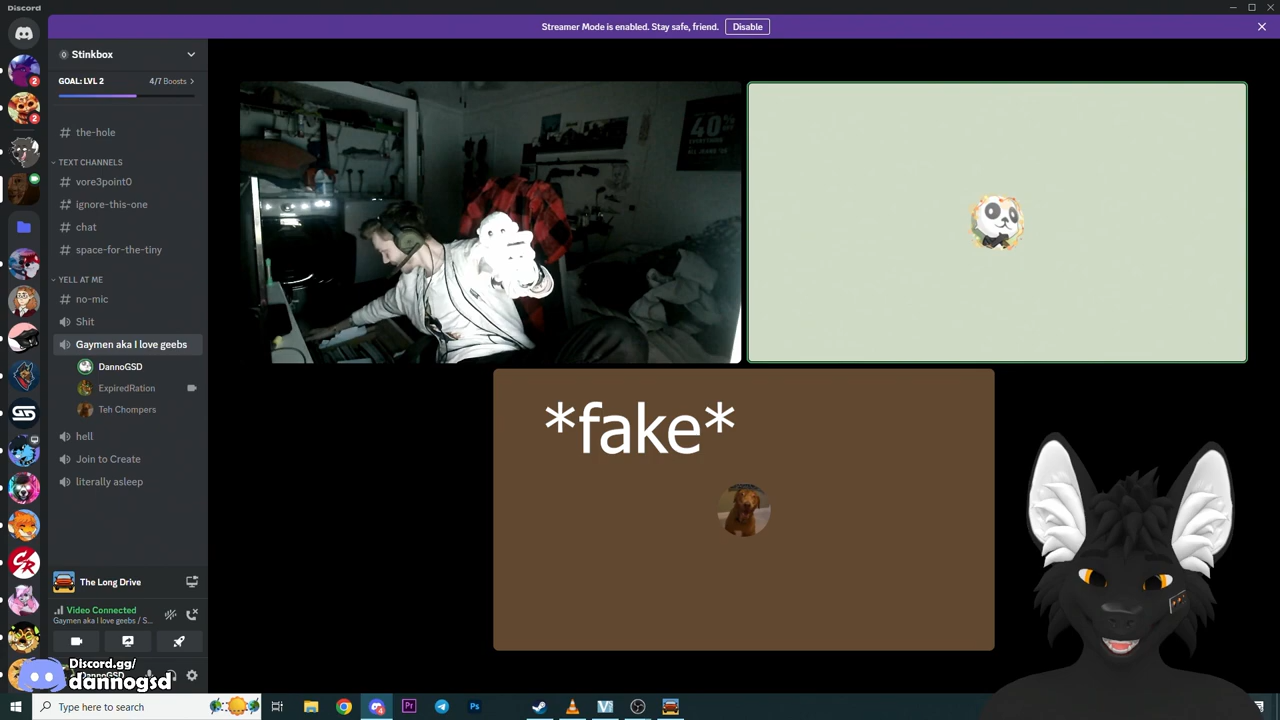 Discord
Streamer Mode is enabled. Stay safe, friend. Disable
Stinkbox
GOAL: LVL 2 4/7 Boosts
the-hole
TEXT CHANNELS
vore3point0
ignore-this-one
chat
space-for-the-tiny
YELL AT ME
no-mic
Shit
Gaymen aka I love geebs
DannoGSD
ExpiredRation
Teh Chompers
hell
Join to Create
literally asleep
40%
*fake*
The Long Drive
Video Connected
Gaymen aka I love geebs / S...
Discord.gg/
dannogsd
Type here to search